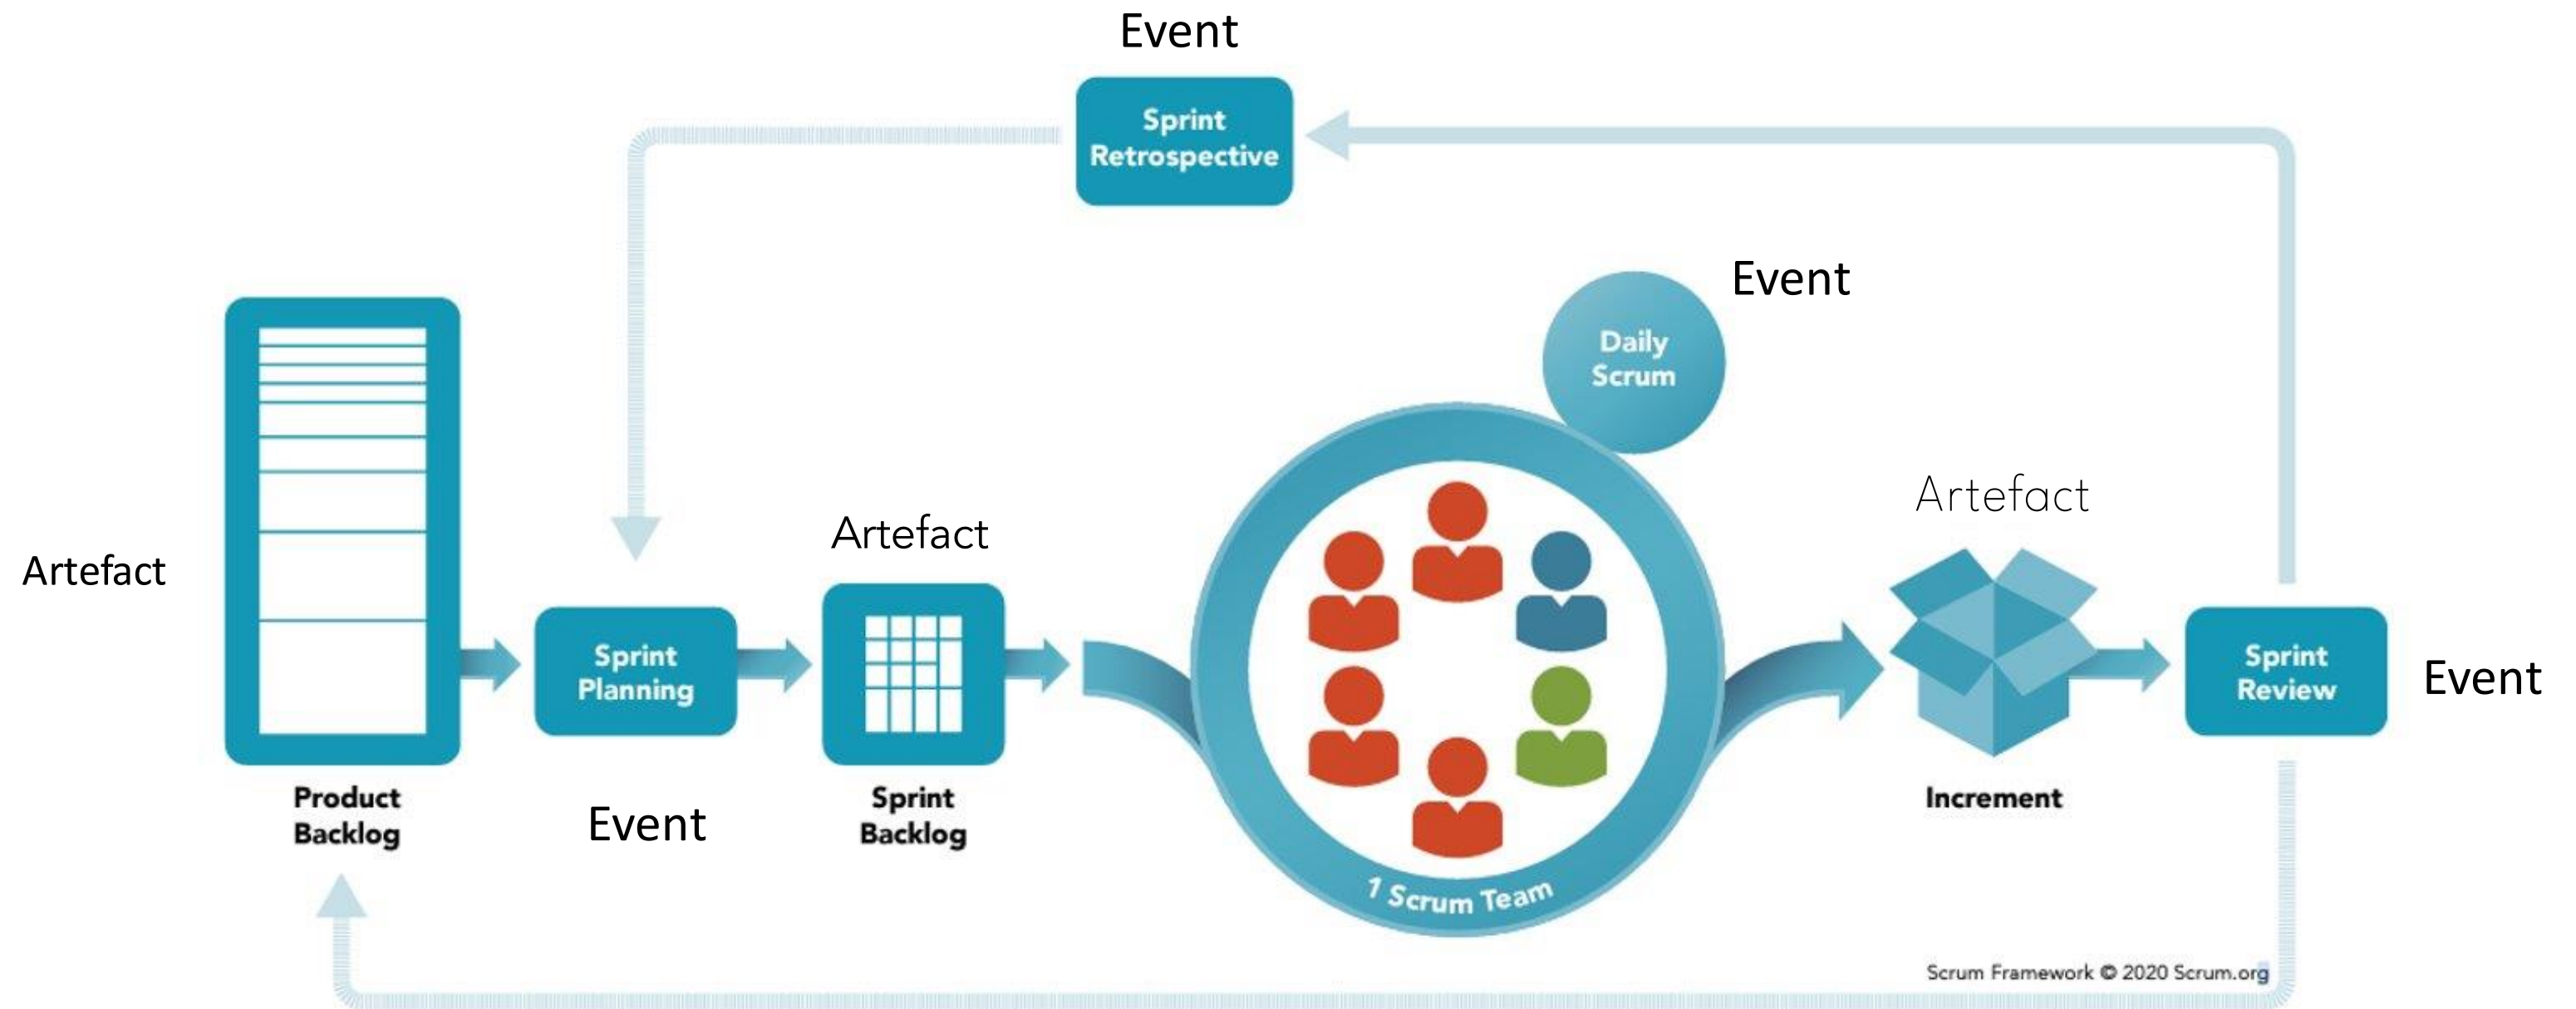 Event
Sprint
Retrospective
Event
Daily
Scrum
Artefact
Artefact
Artefact
Sprint
Planning
Sprint
Review
Event
Product
Backlog
Event
Sprint
Backlog
Increment
1 Scrum Team
Scrum Framework © 2020 Scrum.org